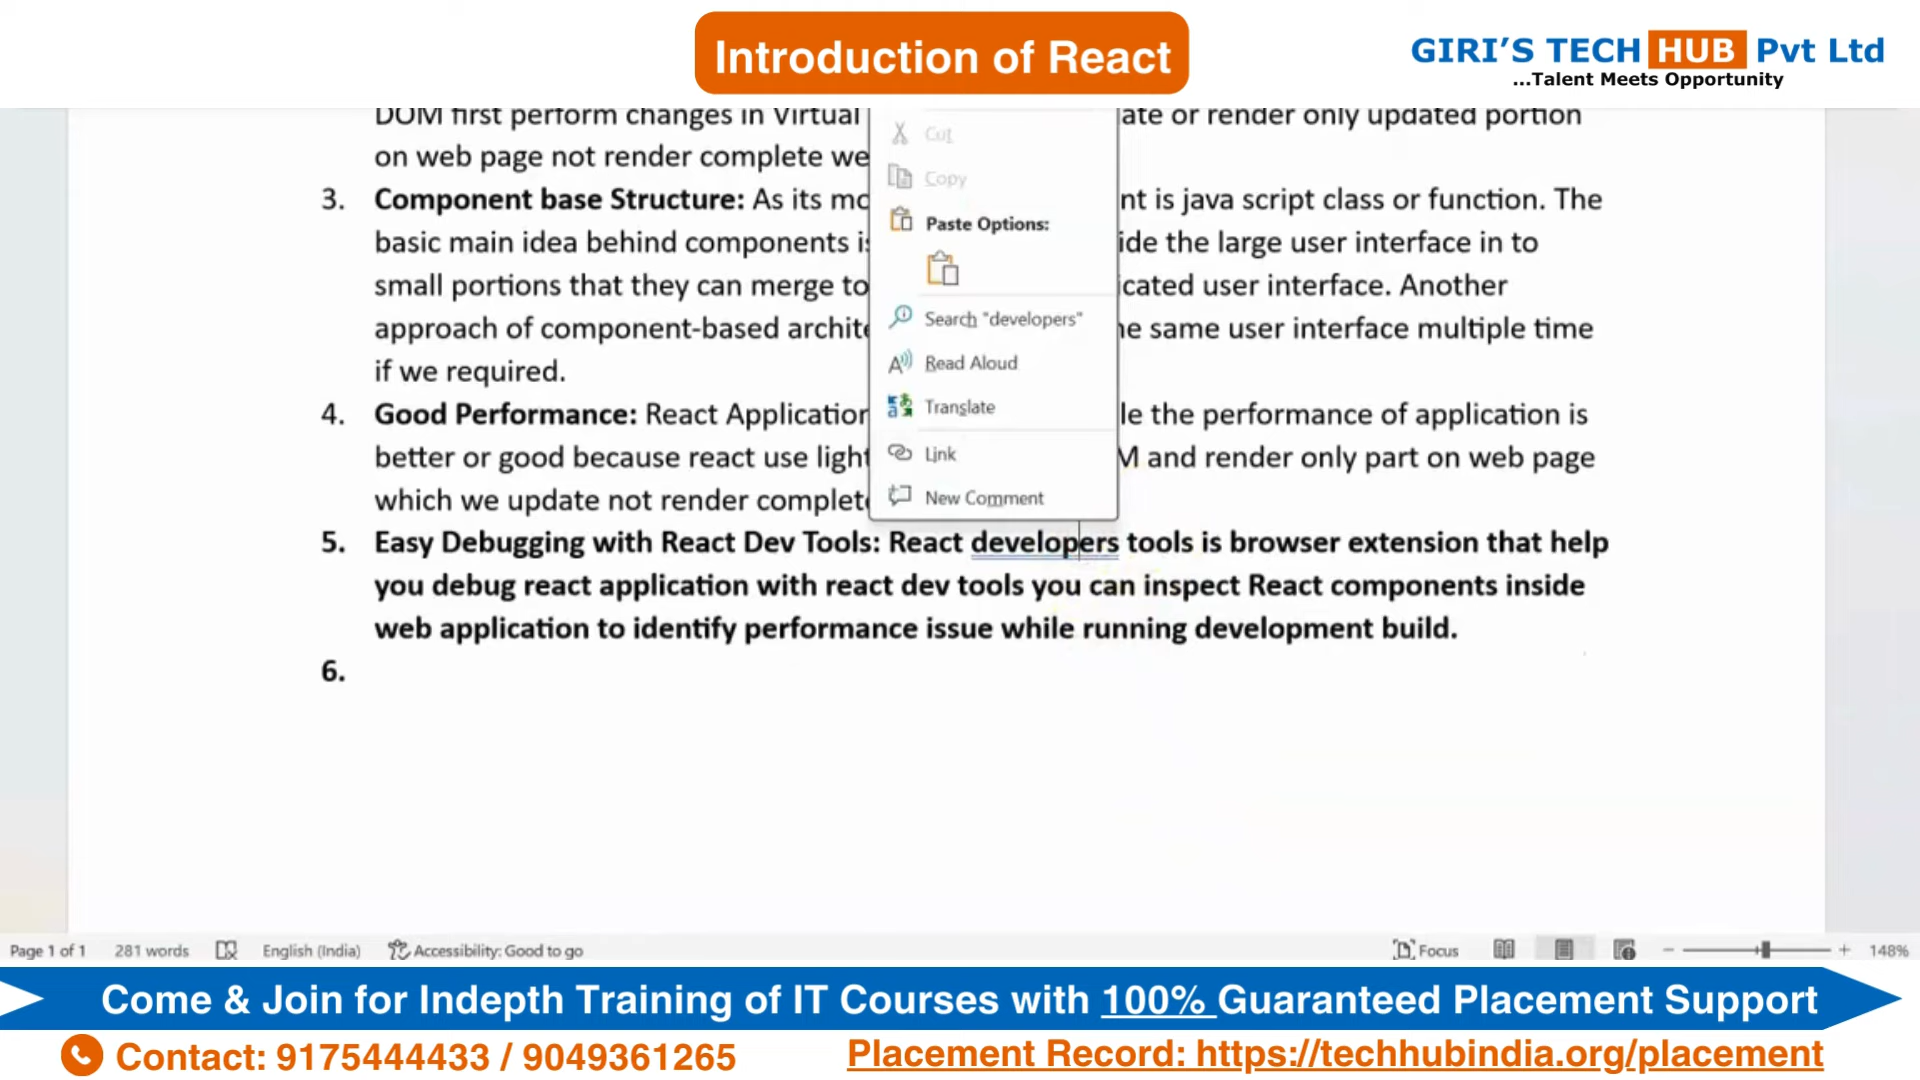 Introduction of React
GIRI'S TECH HUB Pvt Ltd
...Talent Meets Opportunity
DOM first perform changes in Virtual ate or render only updated portion
on web page not render complete we
3. Component base Structure: As its mo nt is java script class or function. The
basic main idea behind components is ide the large user interface in to
small portions that they can merge to icated user interface. Another
approach of component-based archite he same user interface multiple time
if we required.
4. Good Performance: React Application le the performance of application is
better or good because react use light M and render only part on web page
which we update not render complete
Cut
Copy
Paste Options:
Search "developers"
Read Aloud
Translate
Link
New Comment
5. Easy Debugging with React Dev Tools: React developers tools is browser extension that help
you debug react application with react dev tools you can inspect React components inside
web application to identify performance issue while running development build.
6.
Page 1 of 1 281 words English (India) Accessibility: Good to go Focus 148%
Come & Join for Indepth Training of IT Courses with 100% Guaranteed Placement Support
Contact: 9175444433 / 9049361265 Placement Record: https://techhubindia.org/placement